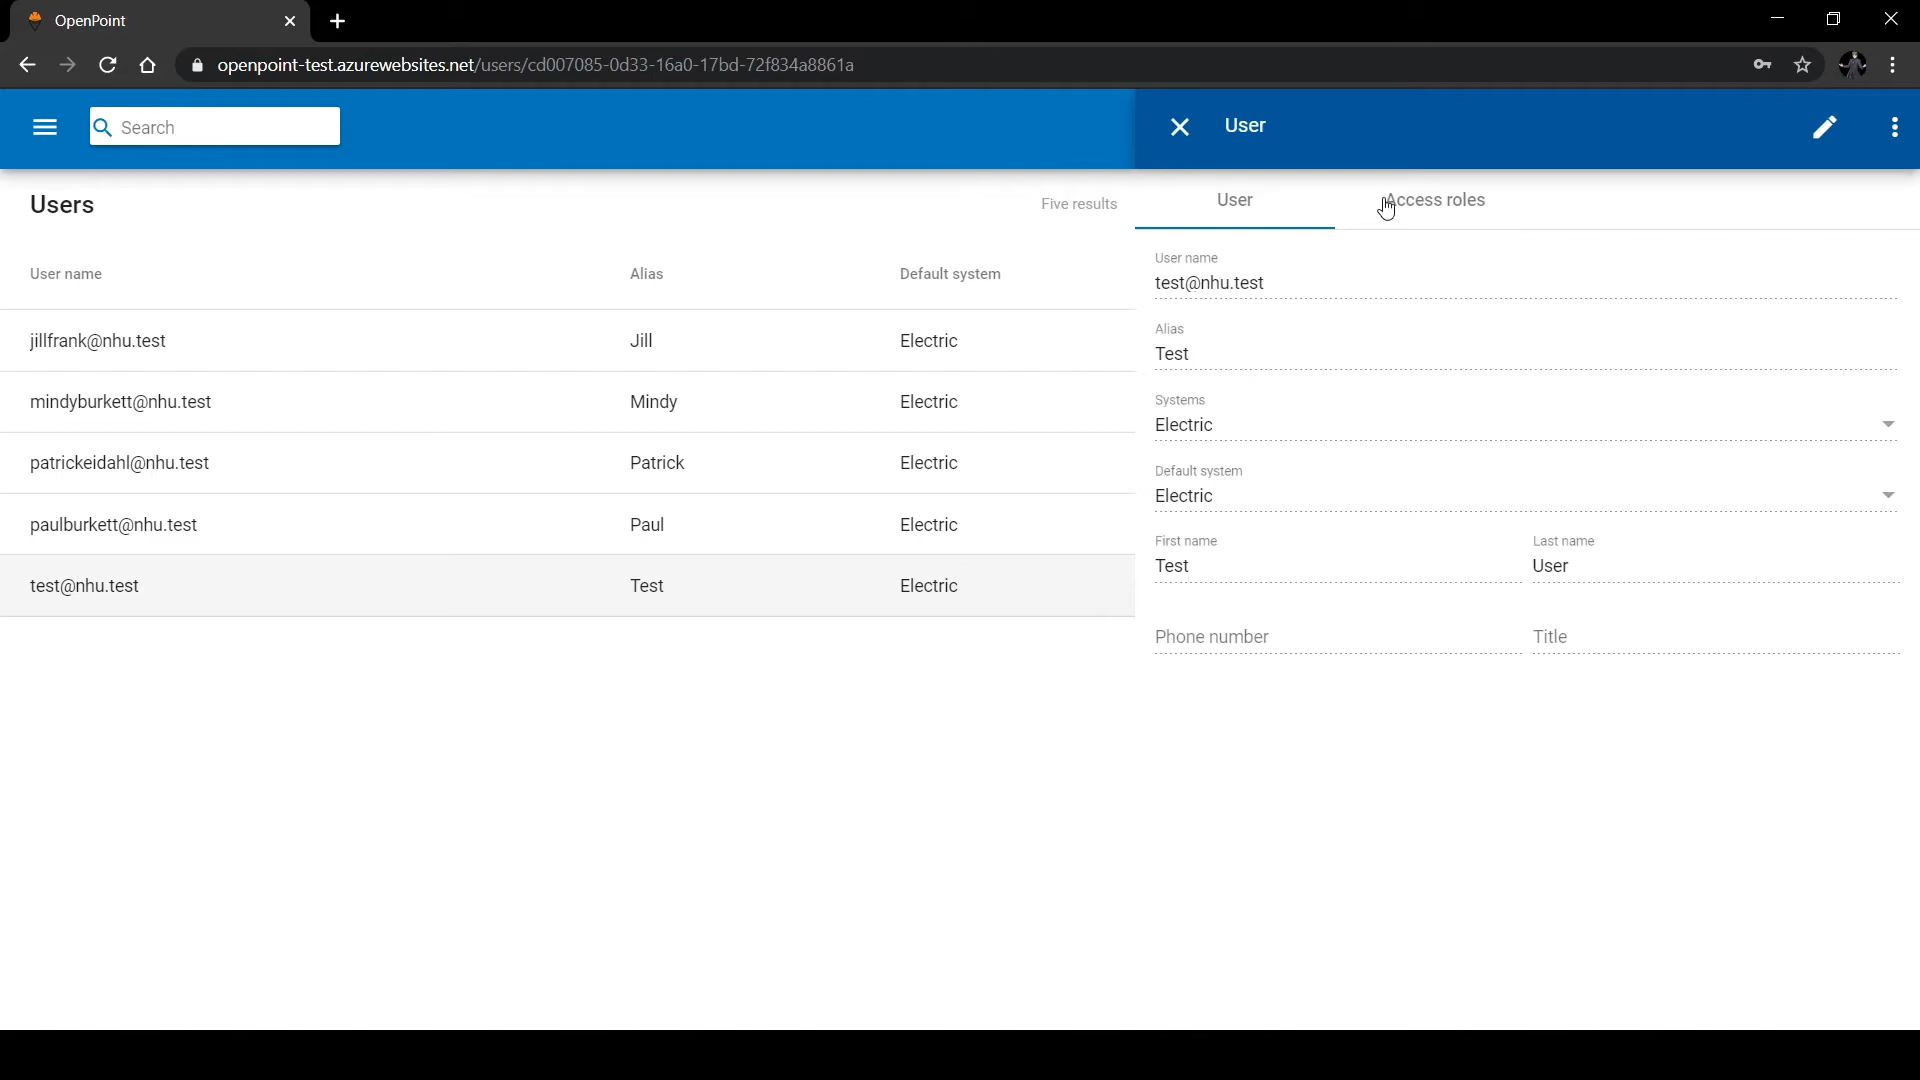 OpenPoint
openpoint-test.azurewebsites.net/users/cd007085-0d33-16a0-17bd-72f834a8861a
Search
User
Users
Five results
User name Alias Default system
jillfrank@nhu.test Jill Electric
mindyburkett@nhu.test Mindy Electric
patrickeidahl@nhu.test Patrick Electric
paulburkett@nhu.test Paul Electric
test@nhu.test Test Electric
User Access roles
User name
test@nhu.test
Alias
Test
Systems
Electric
Default system
Electric
First name Last name
Test User
Phone number Title